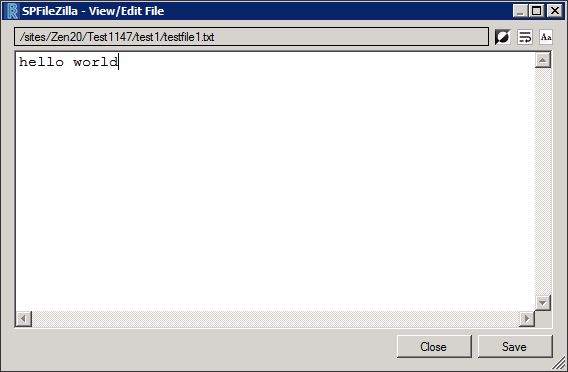 SPFileZilla - View/Edit File
/sites/Zen20/Test1147/test1/testfile1.txt
Aa
hello world
Close
Save